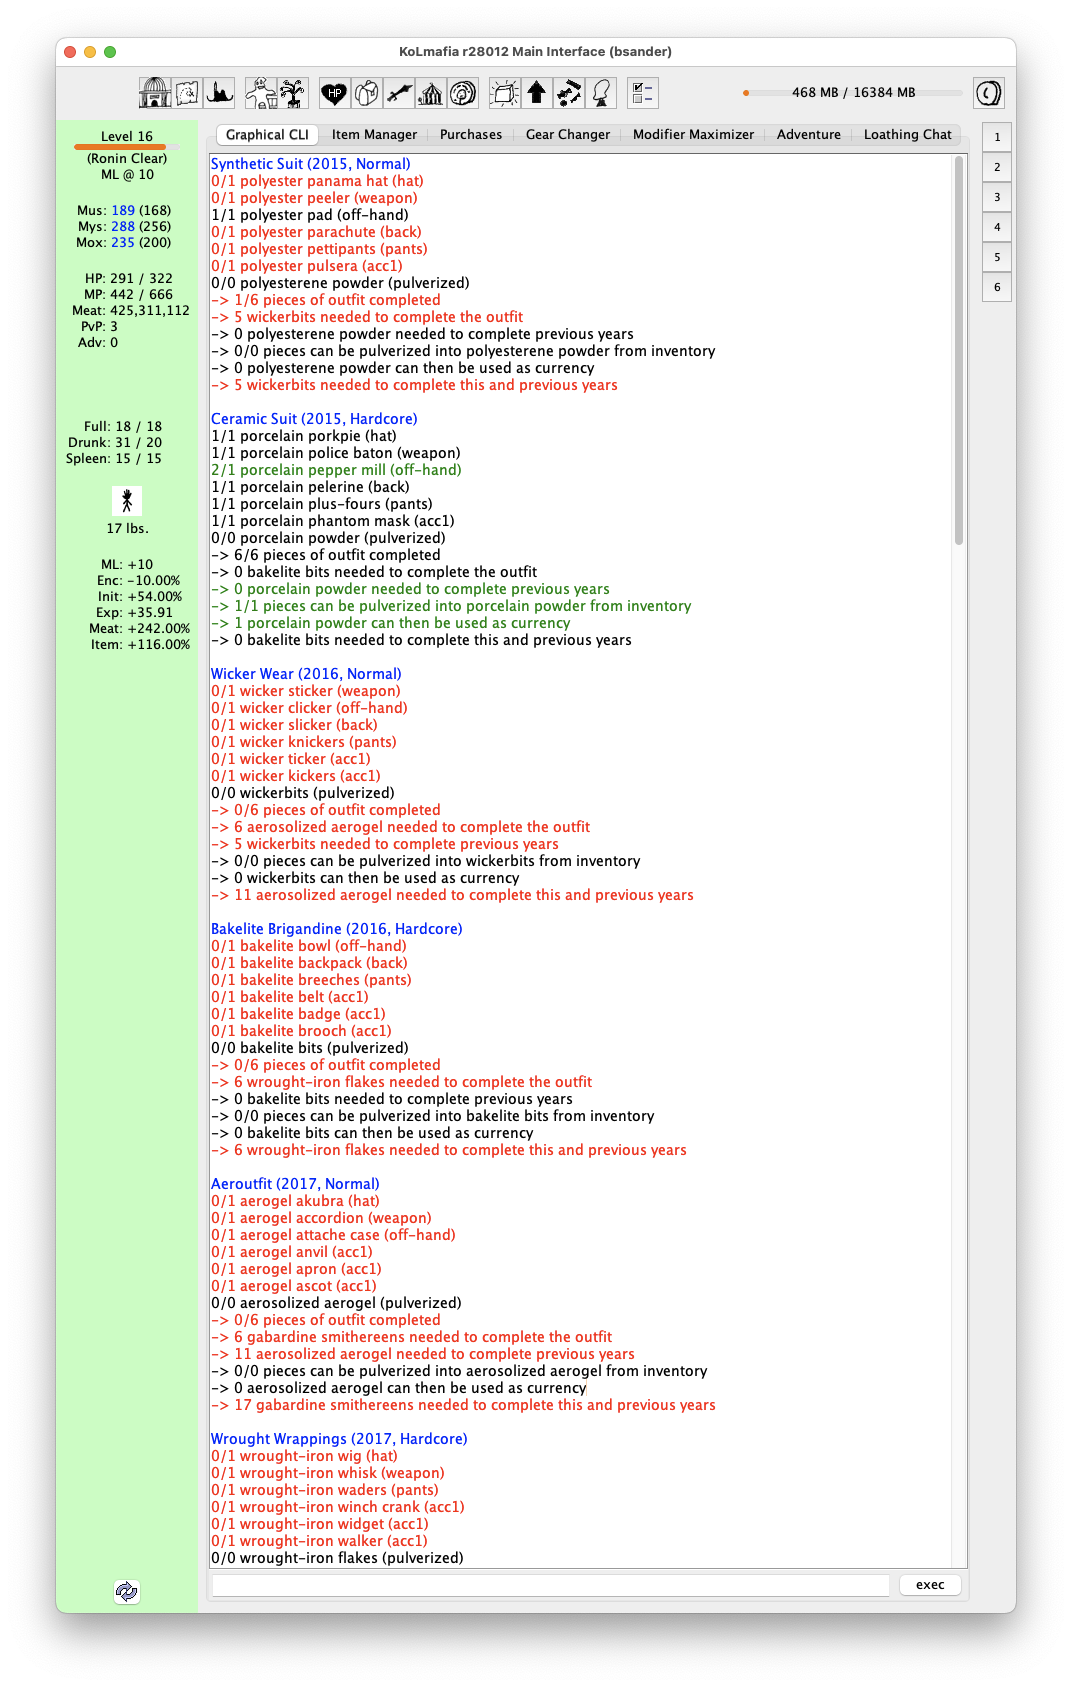 KoLmafia r28012 Main Interface (bsander)
HP
468 MB / 16384 MB
Level 16
(Ronin Clear)
ML @ 10
Mus: 189 (168)
Mys: 288 (256)
Mox: 235 (200)
HP: 291 / 322
MP: 442 / 666
Meat: 425,311,112
PvP: 3
Adv: 0
Full: 18 / 18
Drunk: 31 / 20
Spleen: 15 / 15
17 lbs.
ML: +10
Enc: -10.00%
Init: +54.00%
Exp: +35.91
Meat: +242.00%
Item: +116.00%
Graphical CLI Item Manager Purchases Gear Changer Modifier Maximizer Adventure Loathing Chat
Synthetic Suit (2015, Normal)
0/1 polyester panama hat (hat)
0/1 polyester peeler (weapon)
1/1 polyester pad (off-hand)
0/1 polyester parachute (back)
0/1 polyester pettipants (pants)
0/1 polyester pulsera (acc1)
0/0 polyesterene powder (pulverized)
-> 1/6 pieces of outfit completed
-> 5 wickerbits needed to complete the outfit
-> 0 polyesterene powder needed to complete previous years
-> 0/0 pieces can be pulverized into polyesterene powder from inventory
-> 0 polyesterene powder can then be used as currency
-> 5 wickerbits needed to complete this and previous years
Ceramic Suit (2015, Hardcore)
1/1 porcelain porkpie (hat)
1/1 porcelain police baton (weapon)
2/1 porcelain pepper mill (off-hand)
1/1 porcelain pelerine (back)
1/1 porcelain plus-fours (pants)
1/1 porcelain phantom mask (acc1)
0/0 porcelain powder (pulverized)
-> 6/6 pieces of outfit completed
-> 0 bakelite bits needed to complete the outfit
-> 0 porcelain powder needed to complete previous years
-> 1/1 pieces can be pulverized into porcelain powder from inventory
-> 1 porcelain powder can then be used as currency
-> 0 bakelite bits needed to complete this and previous years
Wicker Wear (2016, Normal)
0/1 wicker sticker (weapon)
0/1 wicker clicker (off-hand)
0/1 wicker slicker (back)
0/1 wicker knickers (pants)
0/1 wicker ticker (acc1)
0/1 wicker kickers (acc1)
0/0 wickerbits (pulverized)
-> 0/6 pieces of outfit completed
-> 6 aerosolized aerogel needed to complete the outfit
-> 5 wickerbits needed to complete previous years
-> 0/0 pieces can be pulverized into wickerbits from inventory
-> 0 wickerbits can then be used as currency
-> 11 aerosolized aerogel needed to complete this and previous years
Bakelite Brigandine (2016, Hardcore)
0/1 bakelite bowl (off-hand)
0/1 bakelite backpack (back)
0/1 bakelite breeches (pants)
0/1 bakelite belt (acc1)
0/1 bakelite badge (acc1)
0/1 bakelite brooch (acc1)
0/0 bakelite bits (pulverized)
-> 0/6 pieces of outfit completed
-> 6 wrought-iron flakes needed to complete the outfit
-> 0 bakelite bits needed to complete previous years
-> 0/0 pieces can be pulverized into bakelite bits from inventory
-> 0 bakelite bits can then be used as currency
-> 6 wrought-iron flakes needed to complete this and previous years
Aeroutfit (2017, Normal)
0/1 aerogel akubra (hat)
0/1 aerogel accordion (weapon)
0/1 aerogel attache case (off-hand)
0/1 aerogel anvil (acc1)
0/1 aerogel apron (acc1)
0/1 aerogel ascot (acc1)
0/0 aerosolized aerogel (pulverized)
-> 0/6 pieces of outfit completed
-> 6 gabardine smithereens needed to complete the outfit
-> 11 aerosolized aerogel needed to complete previous years
-> 0/0 pieces can be pulverized into aerosolized aerogel from inventory
-> 0 aerosolized aerogel can then be used as currency
-> 17 gabardine smithereens needed to complete this and previous years
Wrought Wrappings (2017, Hardcore)
0/1 wrought-iron wig (hat)
0/1 wrought-iron whisk (weapon)
0/1 wrought-iron waders (pants)
0/1 wrought-iron winch crank (acc1)
0/1 wrought-iron widget (acc1)
0/1 wrought-iron walker (acc1)
0/0 wrought-iron flakes (pulverized)
exec
1
2
3
4
5
6